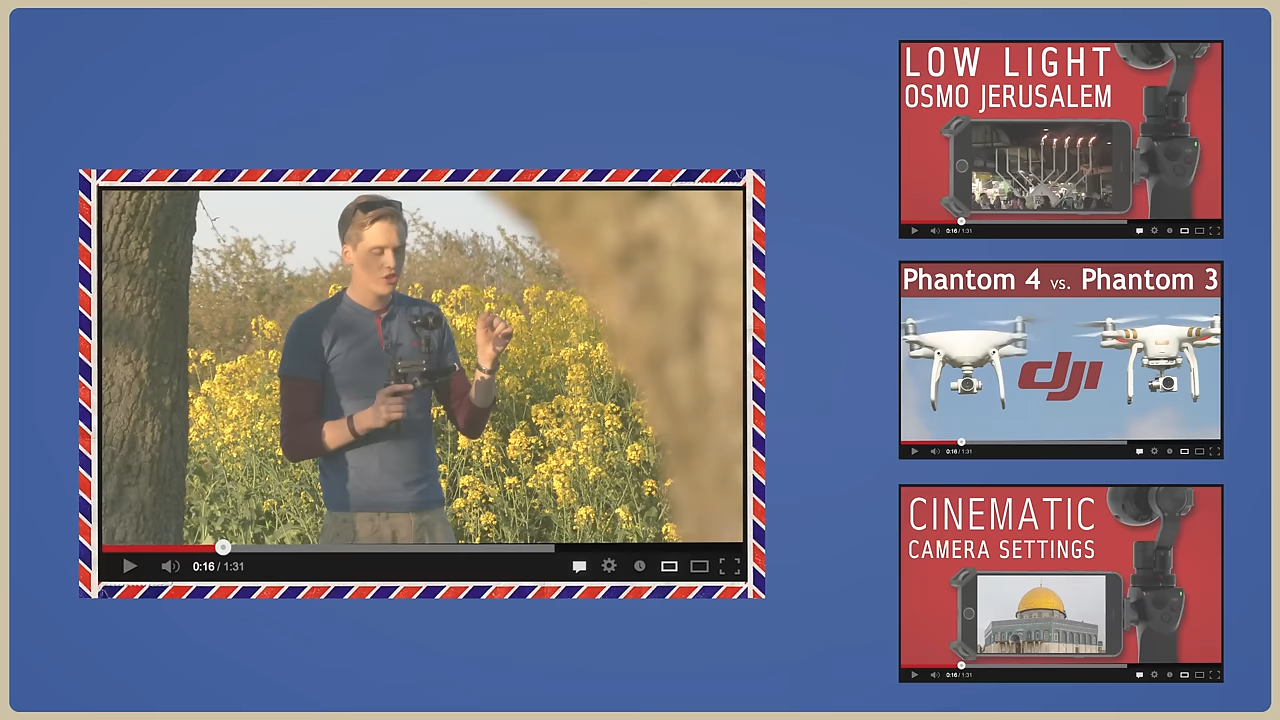 0:16 / 1:31
LOW LIGHT
OSMO JERUSALEM
0:16 / 1:31
Phantom 4 vs. Phantom 3
dji
0:16 / 1:31
CINEMATIC
CAMERA SETTINGS
0:16 / 1:31